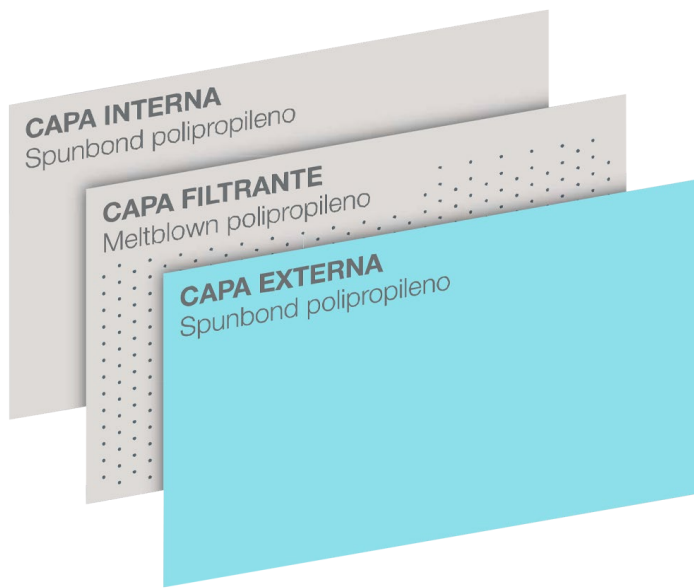 CAPA INTERNA
Spunbond polipropileno
CAPA FILTRANTE
Meltblown polipropileno
CAPA EXTERNA
Spunbond polipropileno